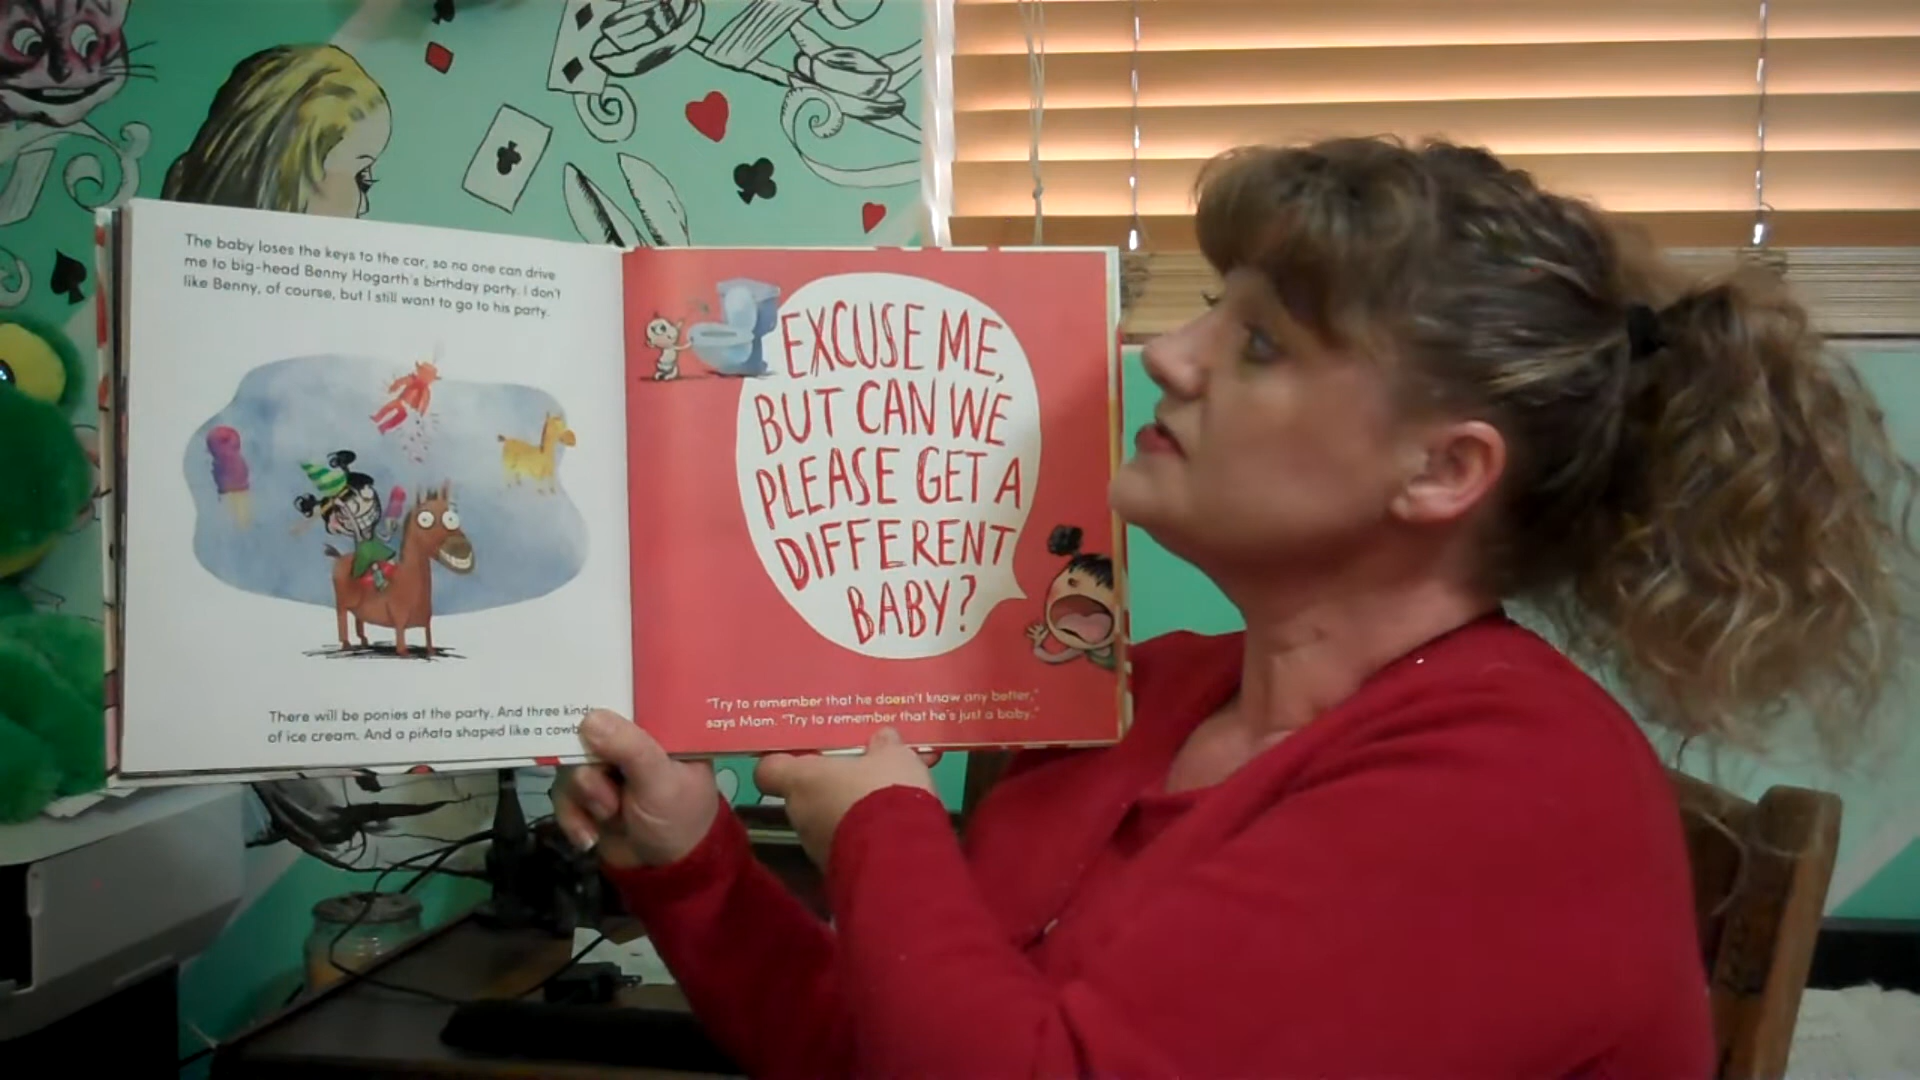 The baby loses the keys to the car, so no one can drive
me to big-head Benny Hogarth's birthday party. I don't
like Benny, of course, but I still want to go to his party.
There will be ponies at the party. And three kinds
of ice cream. And a piñata shaped like a cowb
EXCUSE ME,
BUT CAN WE
PLEASE GET A
DIFFERENT
BABY?
"Try to remember that he doesn't know any better,"
says Mom. "Try to remember that he's just a baby."